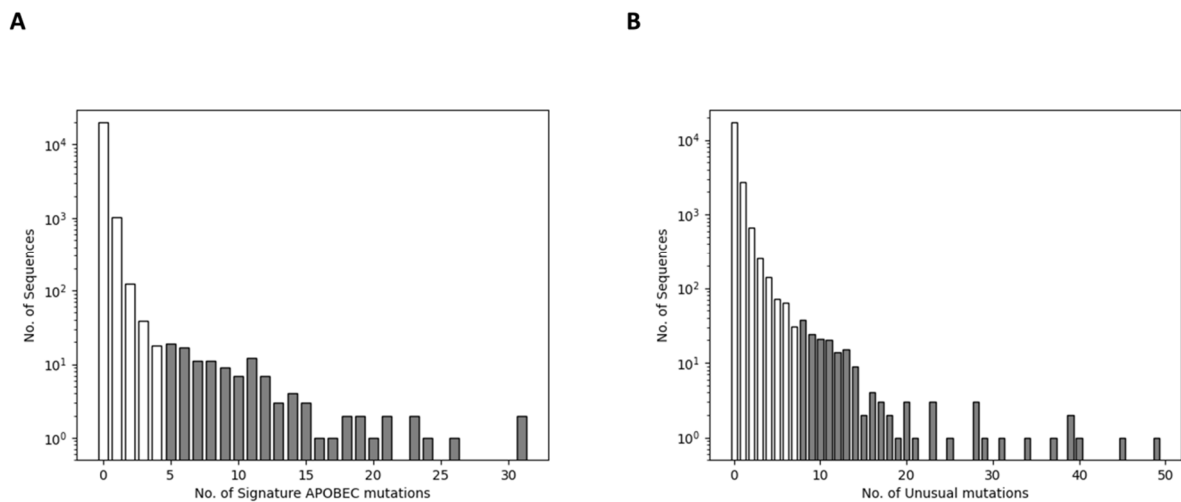 A
B
10^4
10^3
10^2
10^1
10^0
No. of Sequences
0 5 10 15 20 25 30
No. of Signature APOBEC mutations
10^4
10^3
10^2
10^1
10^0
No. of Sequences
0 10 20 30 40 50
No. of Unusual mutations